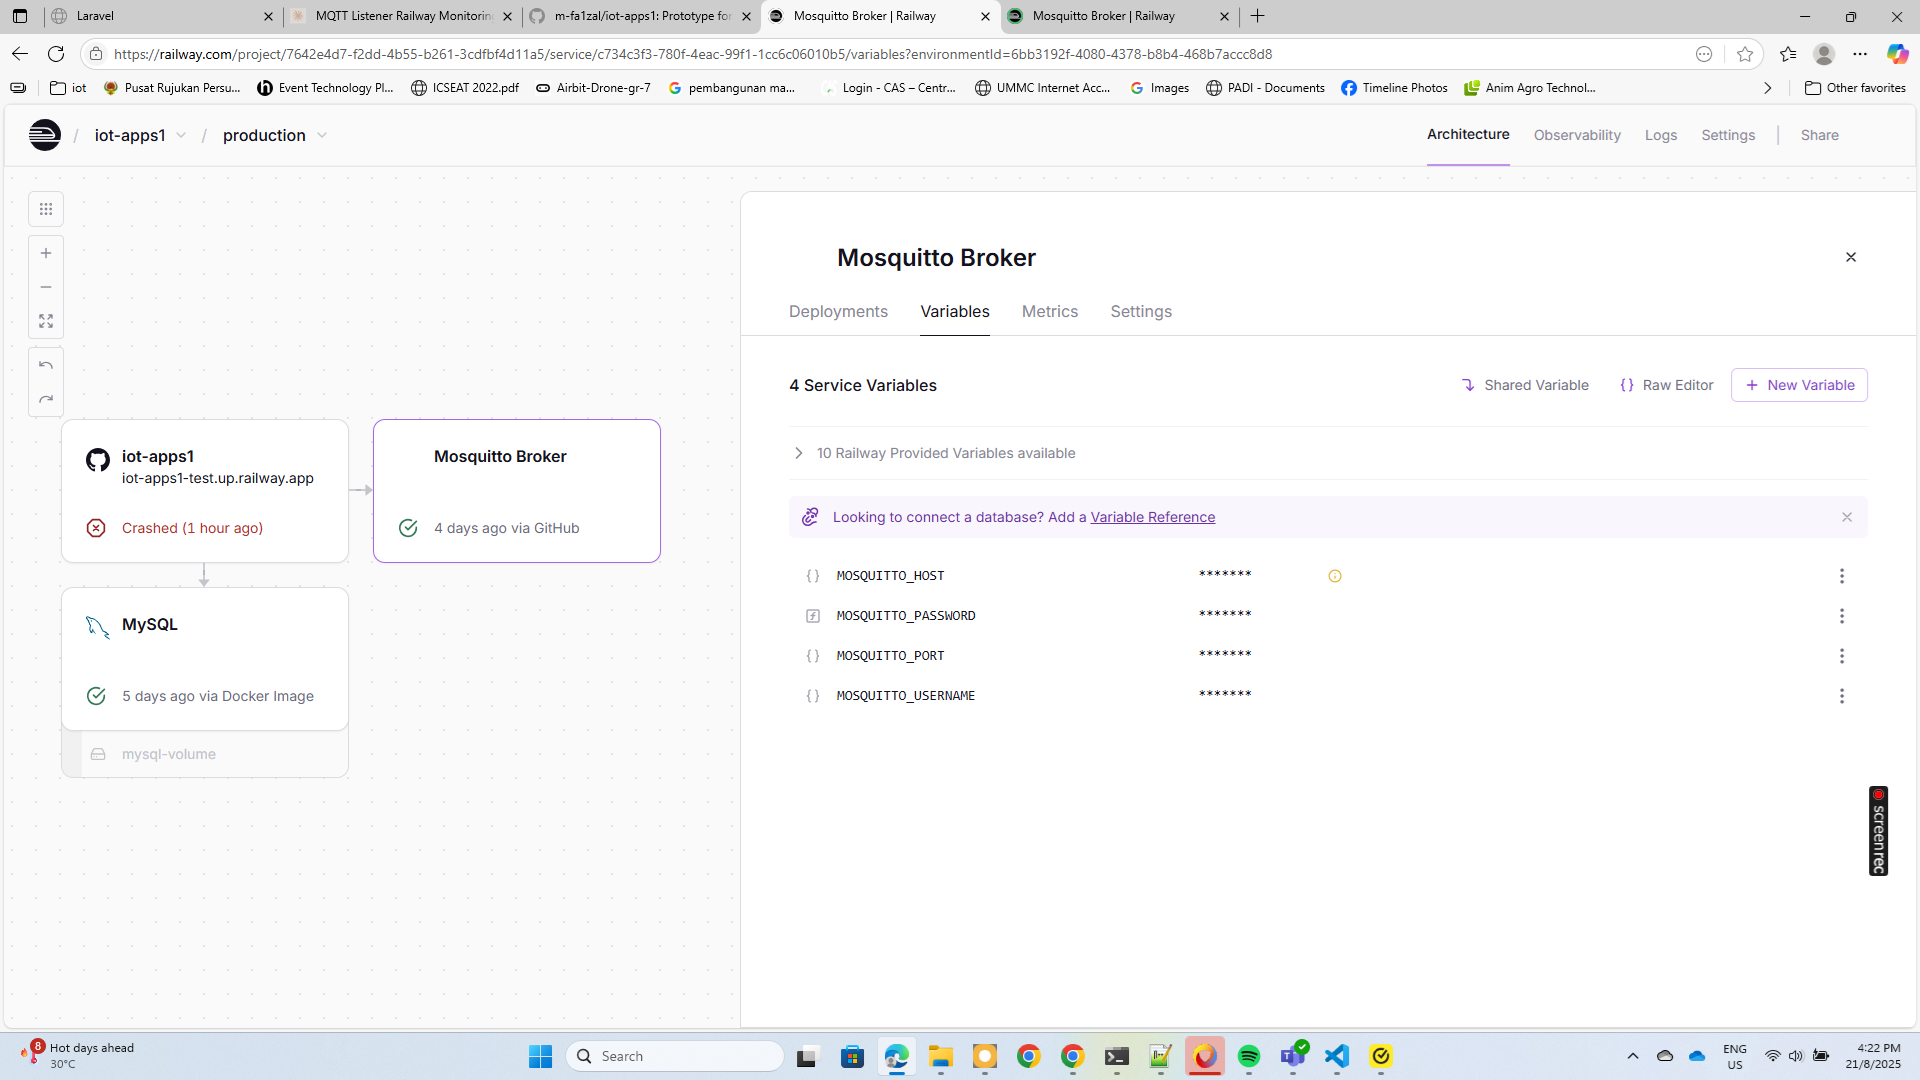 Laravel
MQTT Listener Railway Monitoring
m-fa1zal/iot-apps1: Prototype for
Mosquitto Broker | Railway
Mosquitto Broker | Railway
https://railway.com/project/7642e4d7-f2dd-4b55-b261-3cdfbf4d11a5/service/c734c3f3-780f-4eac-99f1-1cc6c06010b5/variables?environmentId=6bb3192f-4080-4378-b8b4-468b7accc8d8
iot
Pusat Rujukan Persu...
Event Technology Pl...
ICSEAT 2022.pdf
Airbit-Drone-gr-7
pembangunan ma...
Login - CAS – Centr...
UMMC Internet Acc...
Images
PADI - Documents
Timeline Photos
Anim Agro Technol...
Other favorites
/ iot-apps1 / production
Architecture
Observability
Logs
Settings
Share
iot-apps1
iot-apps1-test.up.railway.app
Crashed (1 hour ago)
Mosquitto Broker
4 days ago via GitHub
MySQL
5 days ago via Docker Image
mysql-volume
Mosquitto Broker
Deployments
Variables
Metrics
Settings
4 Service Variables
Shared Variable
{} Raw Editor
+ New Variable
10 Railway Provided Variables available
Looking to connect a database? Add a Variable Reference
{} MOSQUITTO_HOST *******
MOSQUITTO_PASSWORD *******
{} MOSQUITTO_PORT *******
{} MOSQUITTO_USERNAME *******
screenrec
8
Hot days ahead
30°C
Search
ENG
US
4:22 PM
21/8/2025